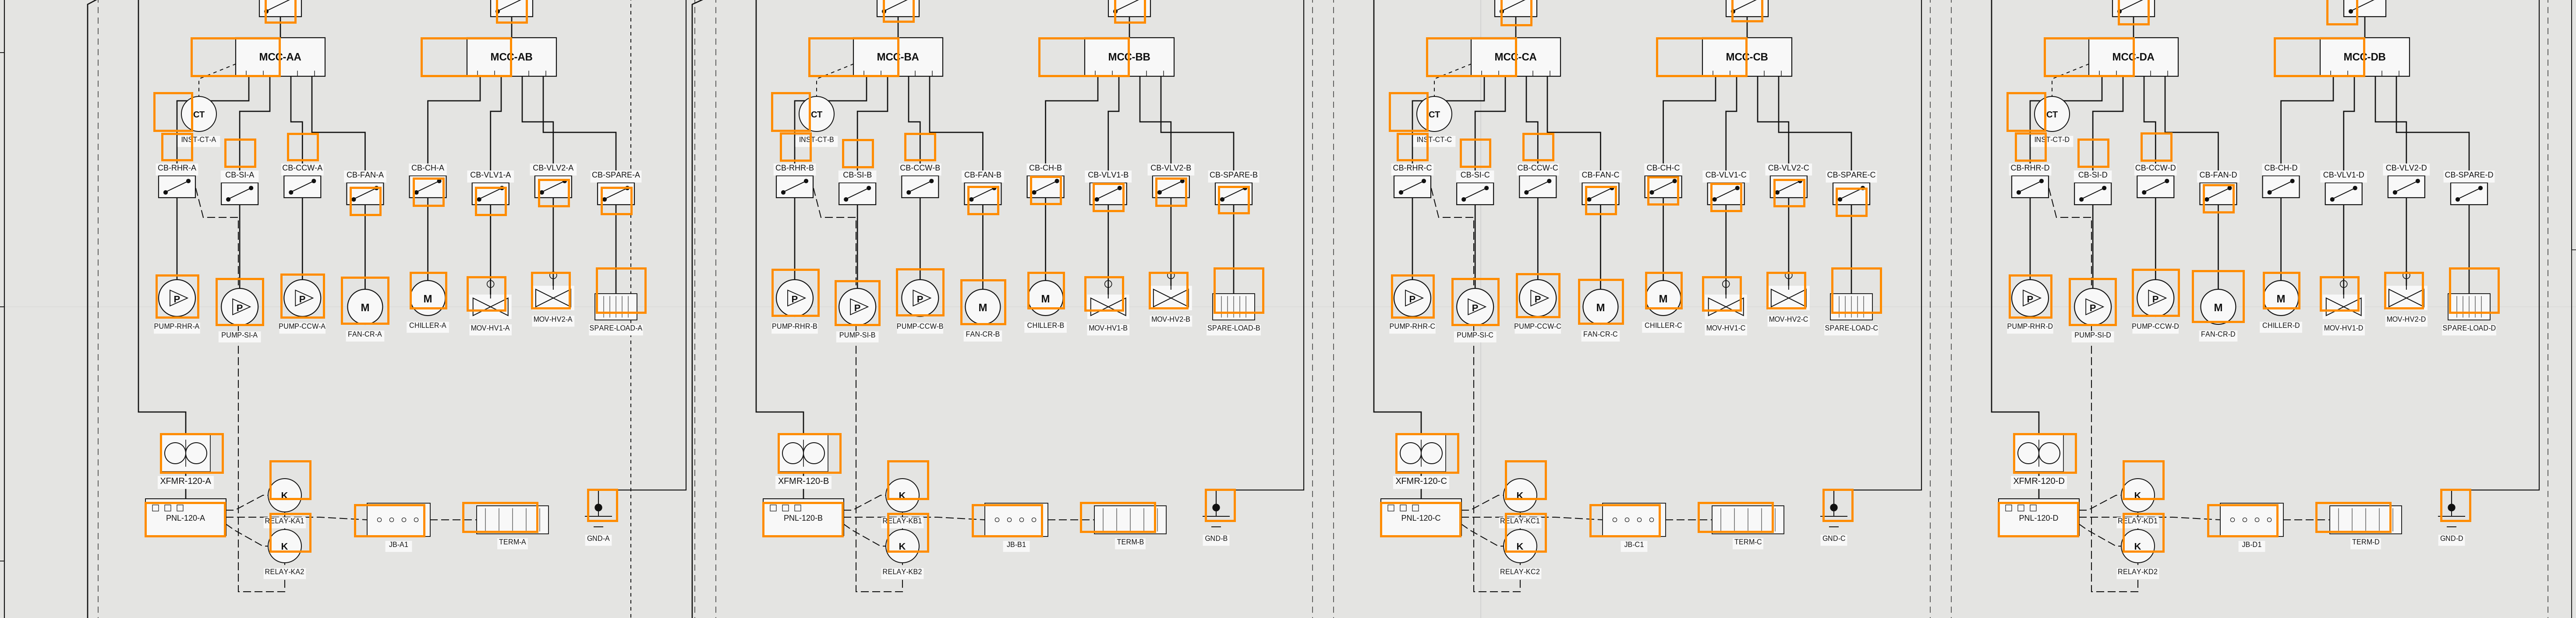 MCC-AA
MCC-AB
MCC-BA
MCC-BB
MCC-CA
MCC-CB
MCC-DA
MCC-DB
CT
CT
CT
CT
INST-CT-A
INST-CT-B
INST-CT-C
INST-CT-D
CB-RHR-A
CB-SI-A
CB-CCW-A
CB-FAN-A
CB-CH-A
CB-VLV1-A
CB-VLV2-A
CB-SPARE-A
CB-RHR-B
CB-SI-B
CB-CCW-B
CB-FAN-B
CB-CH-B
CB-VLV1-B
CB-VLV2-B
CB-SPARE-B
CB-RHR-C
CB-SI-C
CB-CCW-C
CB-FAN-C
CB-CH-C
CB-VLV1-C
CB-VLV2-C
CB-SPARE-C
CB-RHR-D
CB-SI-D
CB-CCW-D
CB-FAN-D
CB-CH-D
CB-VLV1-D
CB-VLV2-D
CB-SPARE-D
P
P
P
M
M
P
P
P
M
M
P
P
P
M
M
P
P
P
M
M
PUMP-RHR-A
PUMP-SI-A
PUMP-CCW-A
FAN-CR-A
CHILLER-A
MOV-HV1-A
MOV-HV2-A
SPARE-LOAD-A
PUMP-RHR-B
PUMP-SI-B
PUMP-CCW-B
FAN-CR-B
CHILLER-B
MOV-HV1-B
MOV-HV2-B
SPARE-LOAD-B
PUMP-RHR-C
PUMP-SI-C
PUMP-CCW-C
FAN-CR-C
CHILLER-C
MOV-HV1-C
MOV-HV2-C
SPARE-LOAD-C
PUMP-RHR-D
PUMP-SI-D
PUMP-CCW-D
FAN-CR-D
CHILLER-D
MOV-HV1-D
MOV-HV2-D
SPARE-LOAD-D
XFMR-120-A
XFMR-120-B
XFMR-120-C
XFMR-120-D
K
K
K
K
PNL-120-A
RELAY-KA1
PNL-120-B
RELAY-KB1
PNL-120-C
RELAY-KC1
PNL-120-D
RELAY-KD1
JB-A1
TERM-A
GND-A
JB-B1
TERM-B
GND-B
JB-C1
TERM-C
GND-C
JB-D1
TERM-D
GND-D
K
K
K
K
RELAY-KA2
RELAY-KB2
RELAY-KC2
RELAY-KD2